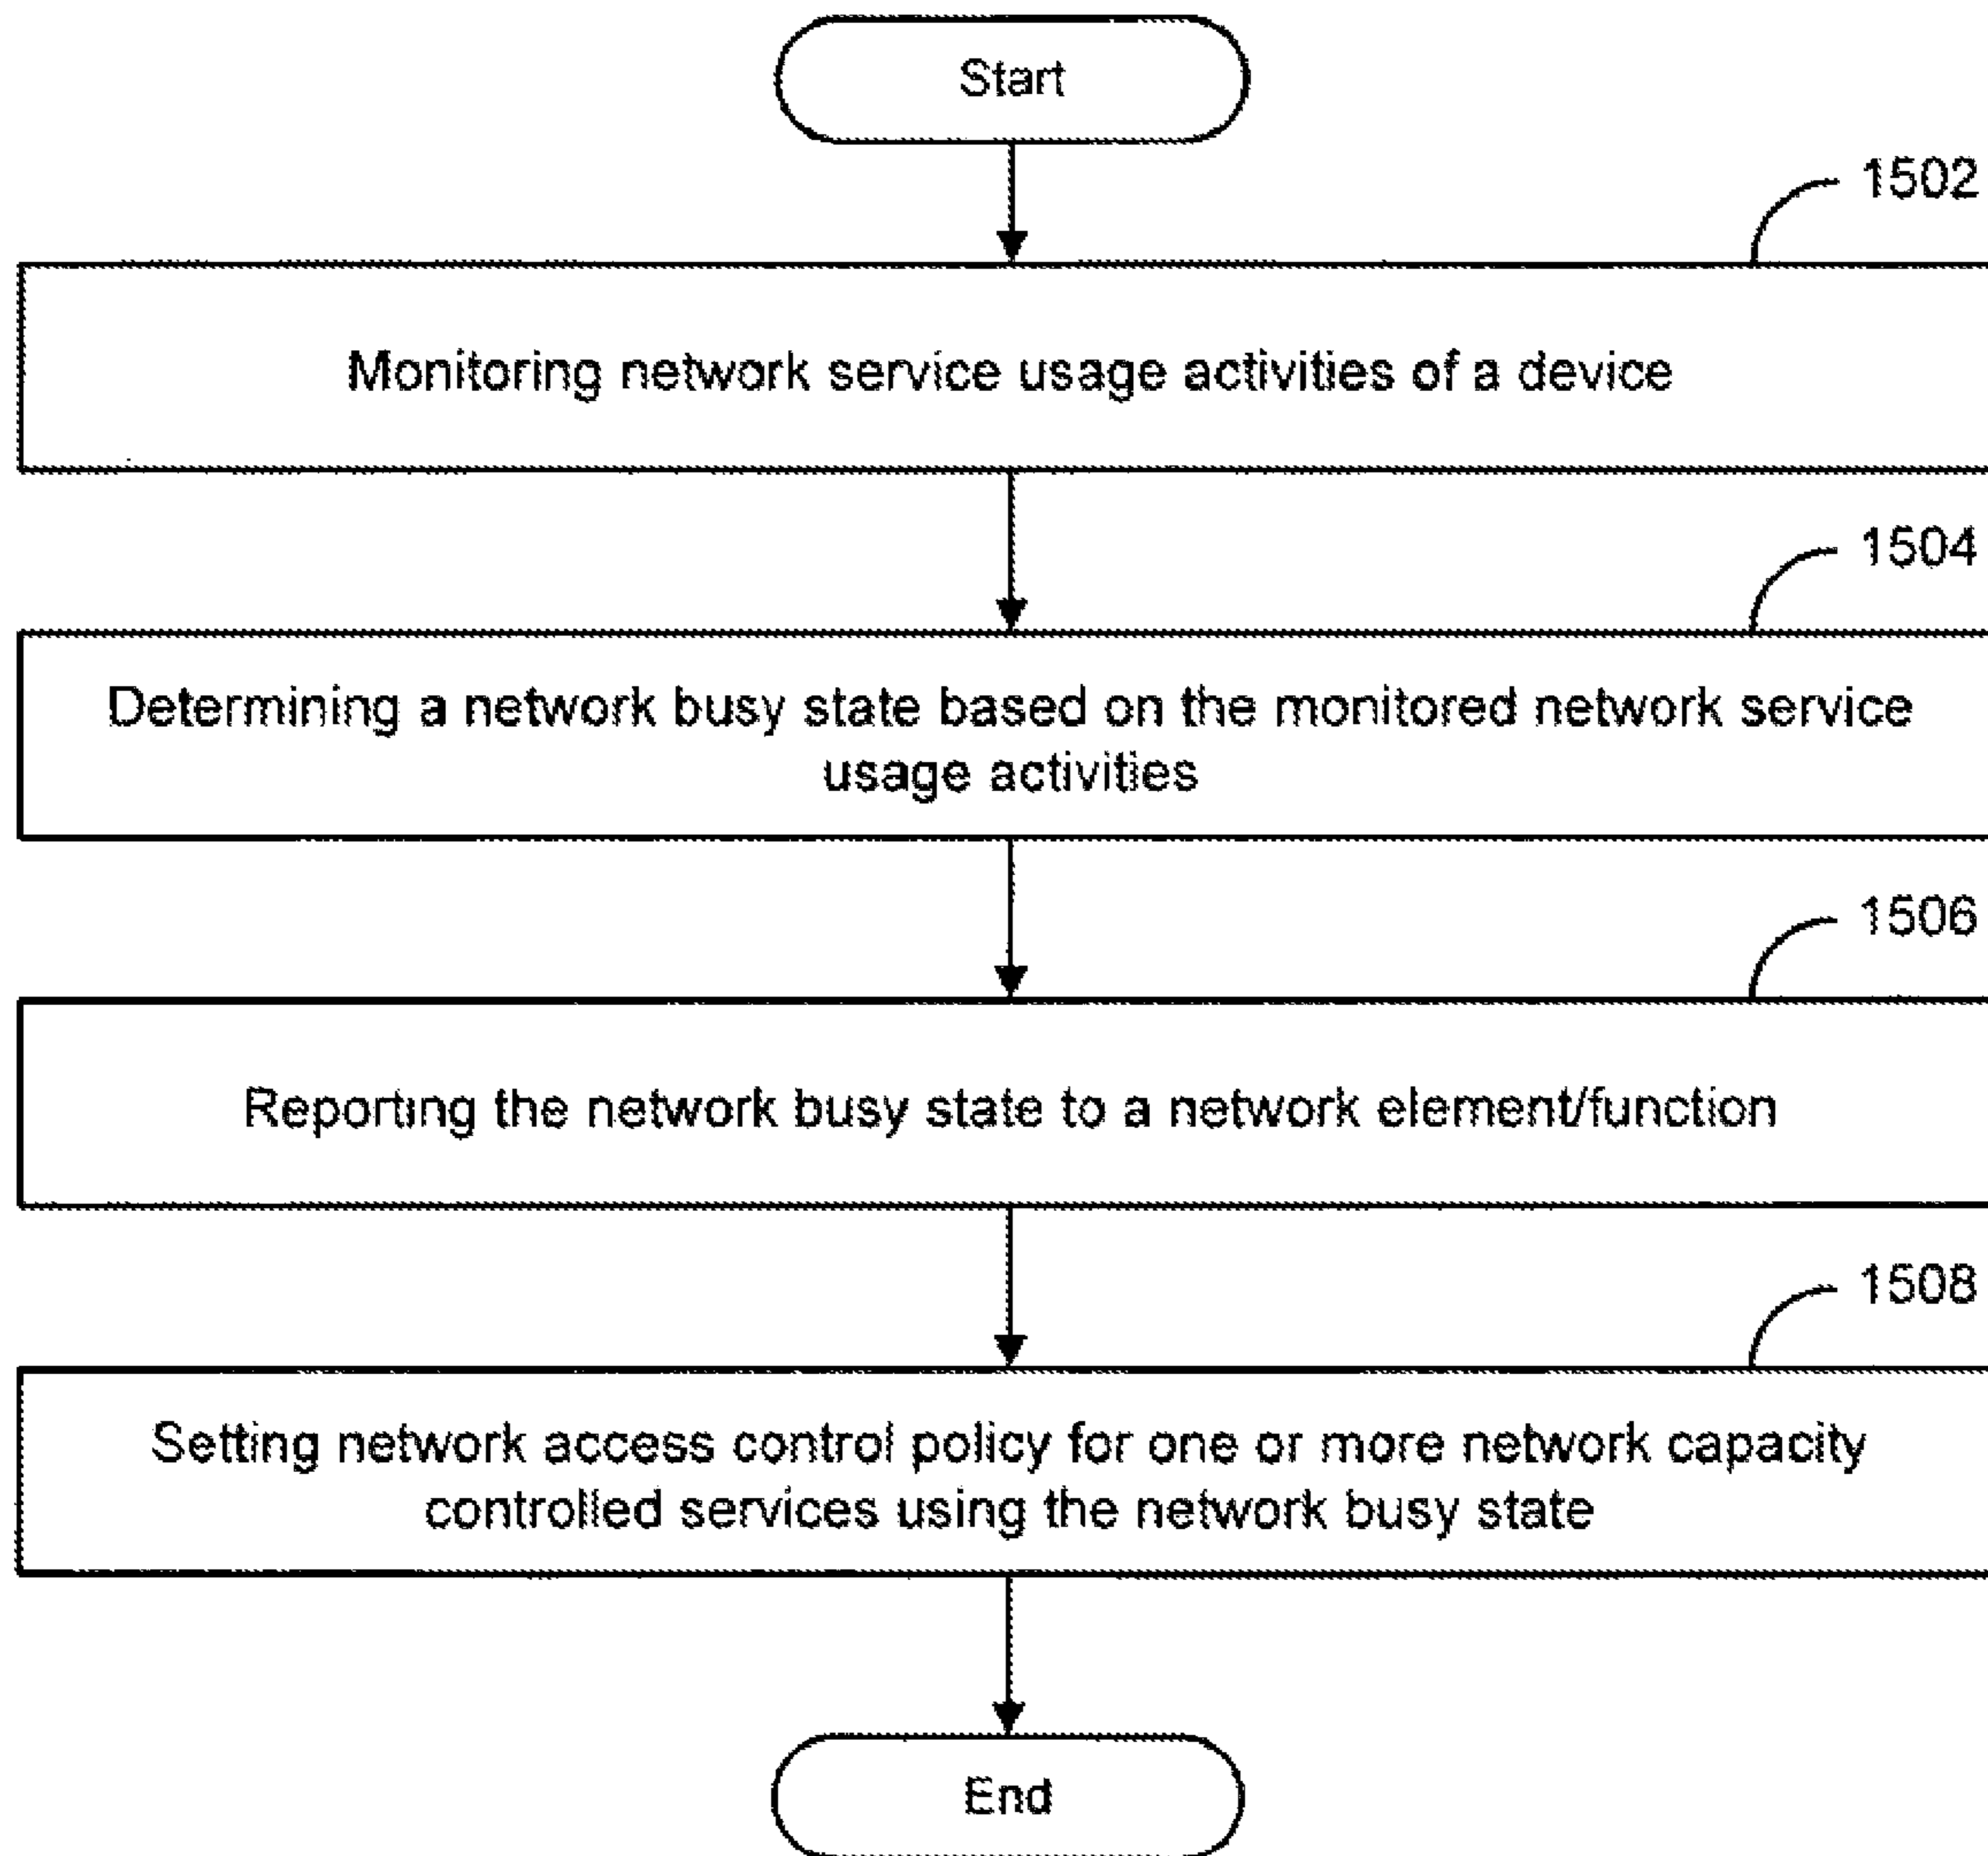 Start
1502
Monitoring network service usage activities of a device
1504
Determining a network busy state based on the monitored network service
usage activities
1506
Reporting the network busy state to a network element/function
1508
Setting network access control policy for one or more network capacity
controlled services using the network busy state
End